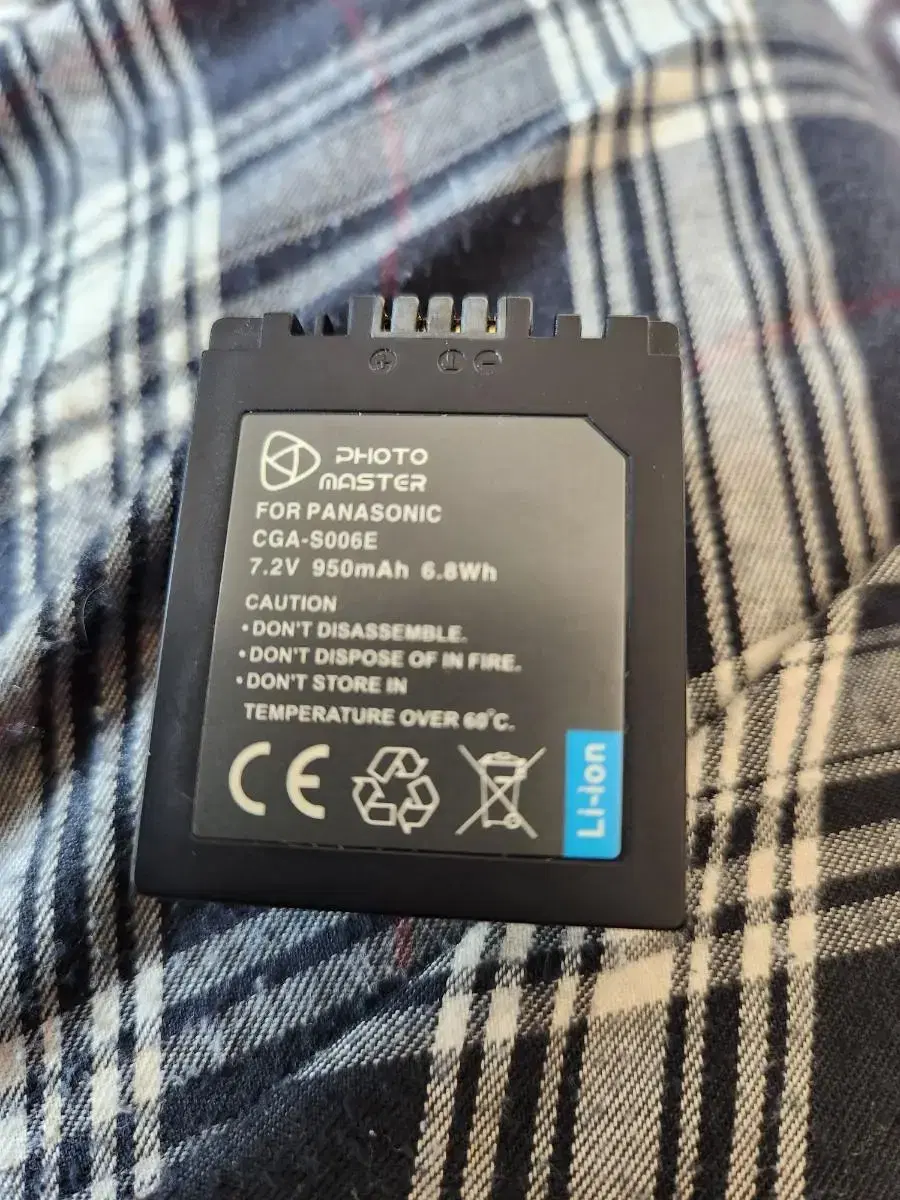 + T -
PHOTO
MASTER
FOR PANASONIC
CGA-S006E
7.2V 950mAh 6.8Wh
CAUTION
•DON'T DISASSEMBLE.
•DON'T DISPOSE OF IN FIRE.
•DON'T STORE IN
TEMPERATURE OVER 60°C.
CE
Li-Ion